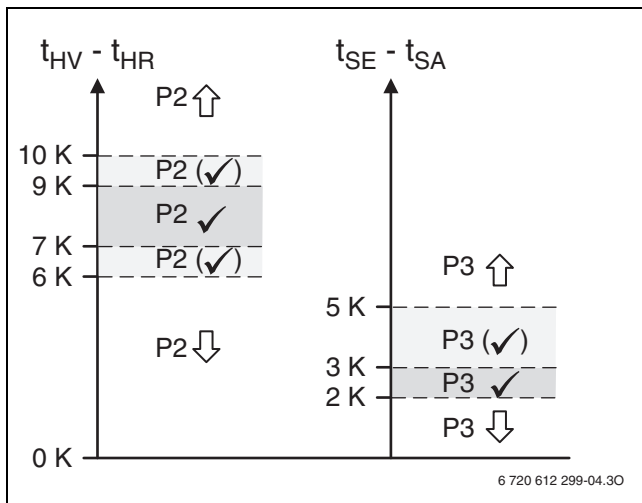 t_HV - t_HR
P2 ⇧
10 K
P2 (✓)
9 K
P2 ✓
7 K
P2 (✓)
6 K
P2 ⇩
0 K
t_SE - t_SA
P3 ⇧
5 K
P3 (✓)
3 K
P3 ✓
2 K
P3 ⇩
6 720 612 299-04.3O